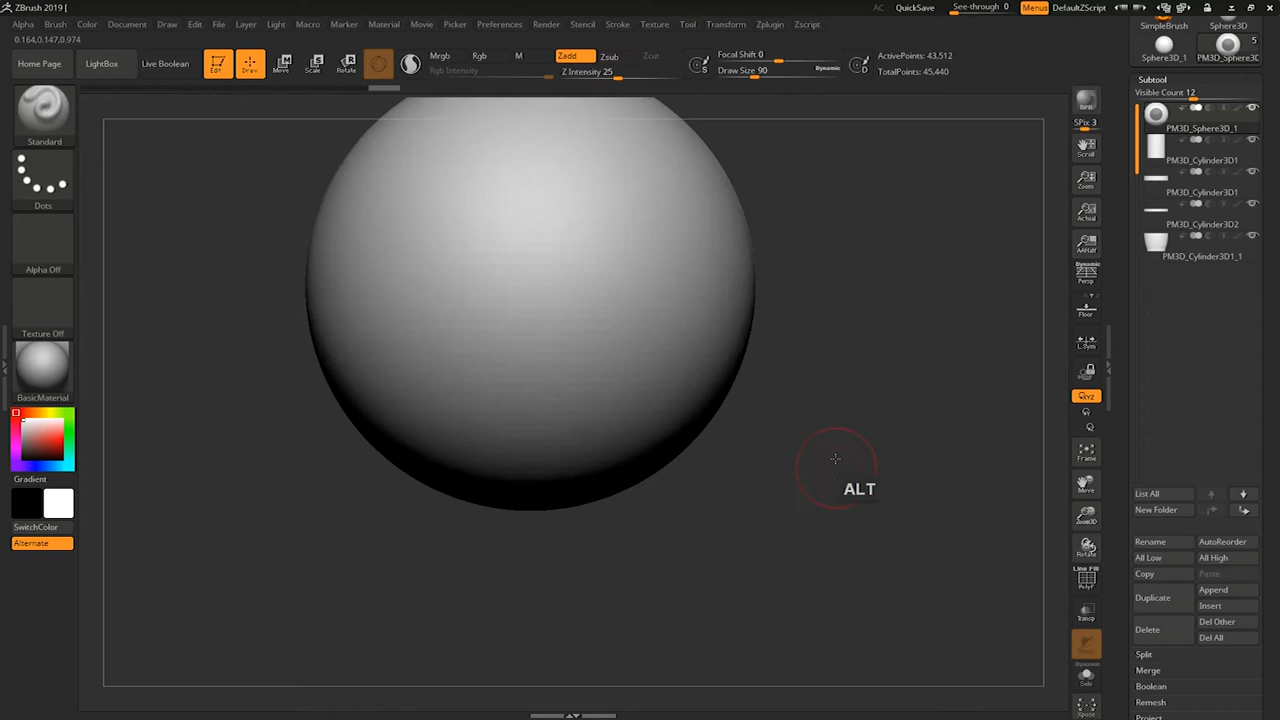 ZBrush 2019 [
AC QuickSave See-through 0 Menus DefaultZScript
Alpha Brush Color Document Draw Edit File Layer Light Macro Marker Material Movie Picker Preferences Render Stencil Stroke Texture Tool Transform Zplugin Zscript
0.164,0.147,0.974
Home Page LightBox Live Boolean Edit Draw Move Scale Rotate
Mrgb Rgb M Zadd Zsub Zcut
Rgb Intensity Z Intensity 25
Focal Shift 0
Draw Size 90 Dynamic
ActivePoints: 43,512
TotalPoints: 45,440
SimpleBrush Sphere3D
5
Sphere3D_1 PM3D_Sphere3D
Subtool
Visible Count 12
PM3D_Sphere3D_1
PM3D_Cylinder3D1
PM3D_Cylinder3D1
PM3D_Cylinder3D2
PM3D_Cylinder3D1_1
Standard
Dots
Alpha Off
Texture Off
BasicMaterial
Gradient
SwitchColor
Alternate
ALT
BPR
SPix 3
Scroll
Zoom
Actual
AAHalf
Dynamic
Persp
Floor
L.Sym
XYZ
Frame
Move
Zoom3D
Rotate
Line Fill
PolyF
Transp
Dynamic
Solo
Xpose
List All
New Folder
Rename AutoReorder
All Low All High
Copy Paste
Duplicate Append
Insert
Delete Del Other
Del All
Split
Merge
Boolean
Remesh
Project